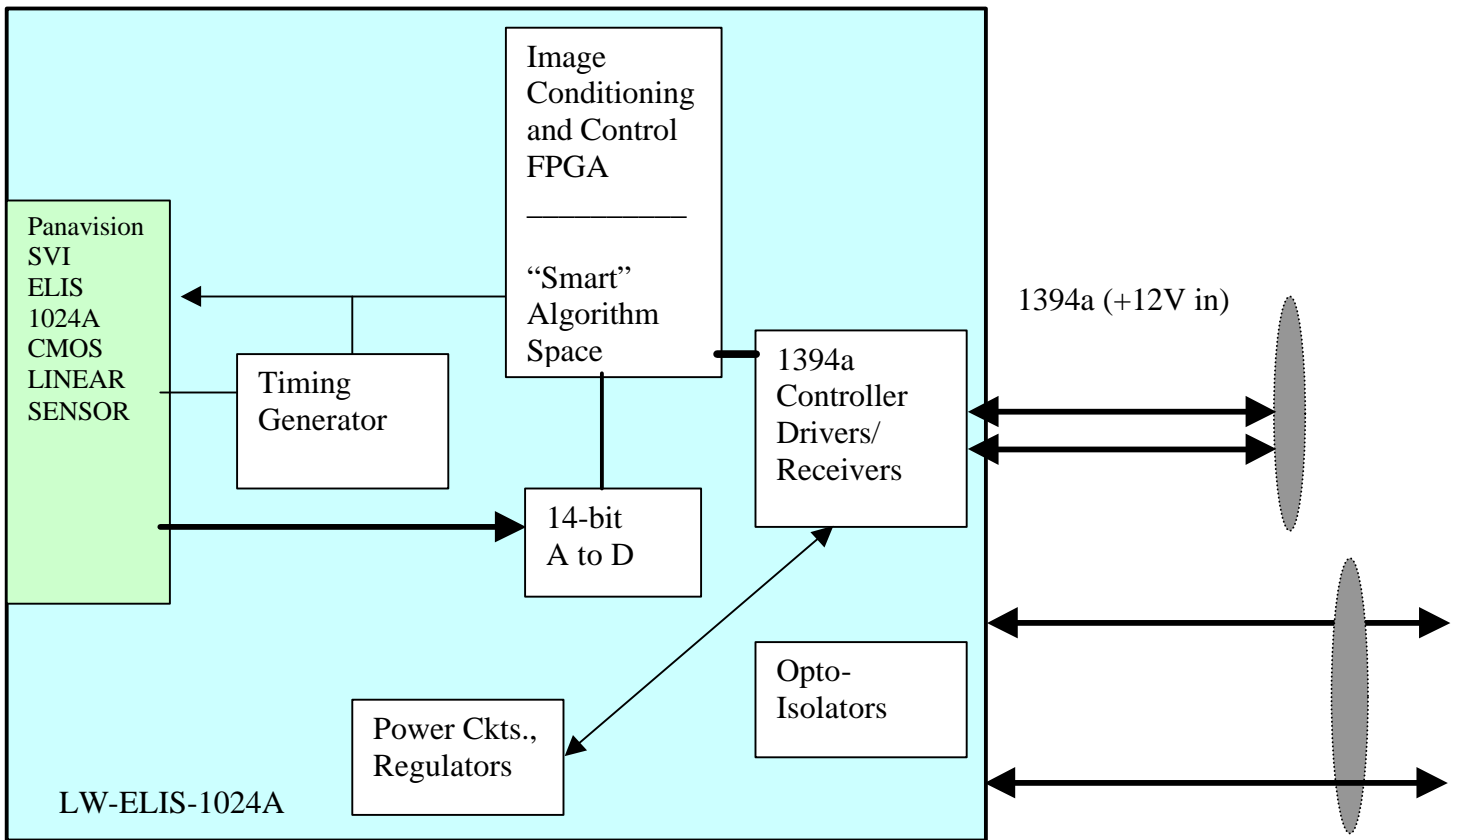 Image
Conditioning
and Control
FPGA
__________
“Smart”
Algorithm
Space
Panavision
SVI
ELIS
1024A
CMOS
LINEAR
SENSOR
Timing
Generator
1394a
Controller
Drivers/
Receivers
1394a (+12V in)
14-bit
A to D
Opto-
Isolators
Power Ckts.,
Regulators
LW-ELIS-1024A